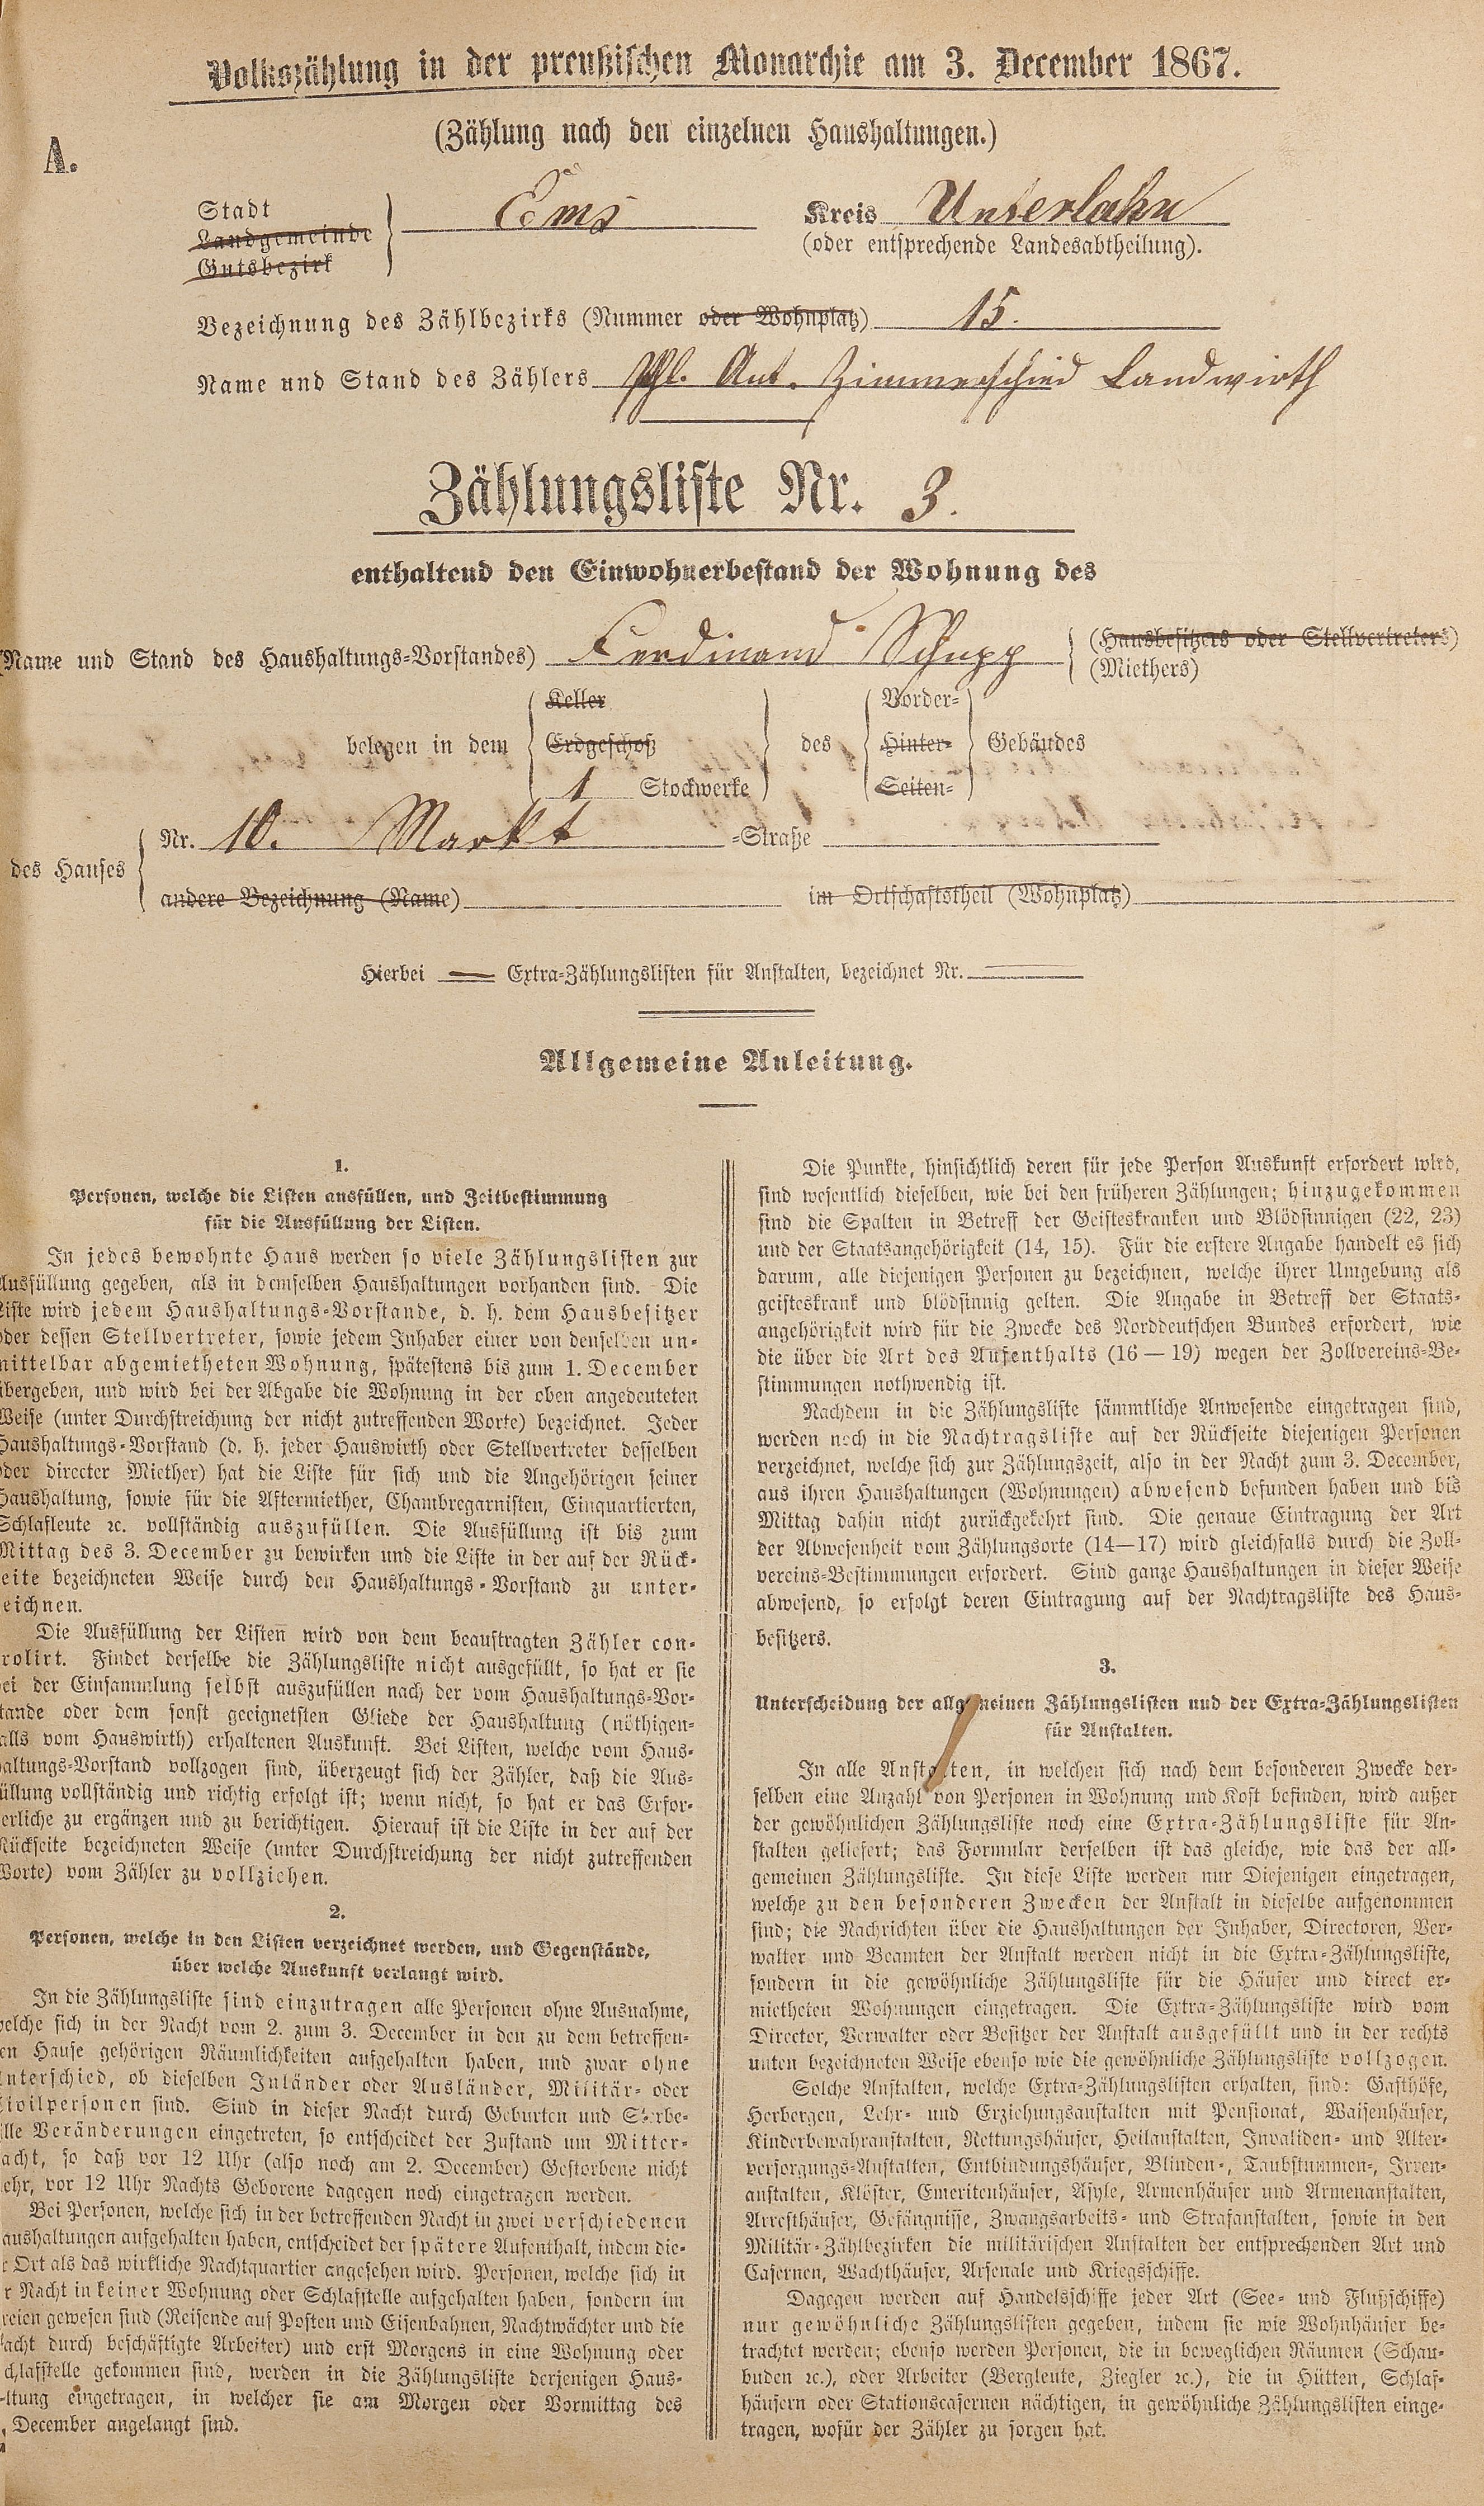 Volkszählung in der preußischen Monarchie am 3. December 1867.
(Zählung nach den einzelnen Haushaltungen.)
A.
Stadt
Landgemeinde
Gutsbezirk
Ems
Kreis Unterlahn
(oder entsprechende Landesabtheilung).
Bezeichnung des Zählbezirks (Nummer oder Wohnplatz) 15.
Name und Stand des Zählers Phl. Ant. Zimmerschied Landwirth
Zählungsliste Nr. 3.
enthaltend den Einwohnerbestand der Wohnung des
(Name und Stand des Haushaltungs-Vorstandes) Ferdinand Schupp
(Hausbesitzers oder Stellvertreters)
(Miethers)
belegen in dem
Keller
Erdgeschoß
1 Stockwerke
des
Vorder-
Hinter-
Seiten-
Gebäudes
des Hauses
Nr. 10. Markt -Straße
andere Bezeichnung (Name) im Ortschaftstheil (Wohnplatz)
Hierbei — Extra-Zählungslisten für Anstalten, bezeichnet Nr. —
Allgemeine Anleitung.
1.
Personen, welche die Listen ausfüllen, und Zeitbestimmung
für die Ausfüllung der Listen.
In jedes bewohnte Haus werden so viele Zählungslisten zur
Ausfüllung gegeben, als in demselben Haushaltungen vorhanden sind. Die
Liste wird jedem Haushaltungs-Vorstande, d. h. dem Hausbesitzer
oder dessen Stellvertreter, sowie jedem Inhaber einer von denselben un-
mittelbar abgemietheten Wohnung, spätestens bis zum 1. December
übergeben, und wird bei der Abgabe die Wohnung in der oben angedeuteten
Weise (unter Durchstreichung der nicht zutreffenden Worte) bezeichnet. Jeder
Haushaltungs-Vorstand (d. h. jeder Hauswirth oder Stellvertreter desselben
oder directer Miether) hat die Liste für sich und die Angehörigen seiner
Haushaltung, sowie für die Aftermiether, Chambregarnisten, Einquartierten,
Schlafleute ꝛc. vollständig auszufüllen. Die Ausfüllung ist bis zum
Mittag des 3. December zu bewirken und die Liste in der auf der Rück-
seite bezeichneten Weise durch den Haushaltungs-Vorstand zu unter-
zeichnen.
Die Ausfüllung der Listen wird von dem beauftragten Zähler con-
trolirt. Findet derselbe die Zählungsliste nicht ausgefüllt, so hat er sie
bei der Einsammlung selbst auszufüllen nach der vom Haushaltungs-Vor-
stande oder dem sonst geeignetsten Gliede der Haushaltung (nöthigen-
falls vom Hauswirth) erhaltenen Auskunft. Bei Listen, welche vom Haus-
haltungs-Vorstand vollzogen sind, überzeugt sich der Zähler, daß die Aus-
füllung vollständig und richtig erfolgt ist; wenn nicht, so hat er das Erfor-
derliche zu ergänzen und zu berichtigen. Hierauf ist die Liste in der auf der
Rückseite bezeichneten Weise (unter Durchstreichung der nicht zutreffenden
Worte) vom Zähler zu vollziehen.
2.
Personen, welche in den Listen verzeichnet werden, und Gegenstände,
über welche Auskunft verlangt wird.
In die Zählungsliste sind einzutragen alle Personen ohne Ausnahme,
welche sich in der Nacht vom 2. zum 3. December in den zu dem betreffen-
den Hause gehörigen Räumlichkeiten aufgehalten haben, und zwar ohne
Unterschied, ob dieselben Inländer oder Ausländer, Militär- oder
Civilpersonen sind. Sind in dieser Nacht durch Geburten und Sterbe-
fälle Veränderungen eingetreten, so entscheidet der Zustand um Mitter-
nacht, so daß vor 12 Uhr (also noch am 2. December) Gestorbene nicht
mehr, vor 12 Uhr Nachts Geborene dagegen noch eingetragen werden.
Bei Personen, welche sich in der betreffenden Nacht in zwei verschiedenen
Haushaltungen aufgehalten haben, entscheidet der spätere Aufenthalt, indem die-
ser Ort als das wirkliche Nachtquartier angesehen wird. Personen, welche sich in
der Nacht in keiner Wohnung oder Schlafstelle aufgehalten haben, sondern im
Freien gewesen sind (Reisende auf Posten und Eisenbahnen, Nachtwächter und die
Nacht durch beschäftigte Arbeiter) und erst Morgens in eine Wohnung oder
Schlafstelle gekommen sind, werden in die Zählungsliste derjenigen Haus-
haltung eingetragen, in welcher sie am Morgen oder Vormittag des
3. December angelangt sind.
Die Punkte, hinsichtlich deren für jede Person Auskunft erfordert wird,
sind wesentlich dieselben, wie bei den früheren Zählungen; hinzugekommen
sind die Spalten in Betreff der Geisteskranken und Blödsinnigen (22, 23)
und der Staatsangehörigkeit (14, 15). Für die erstere Angabe handelt es sich
darum, alle diejenigen Personen zu bezeichnen, welche ihrer Umgebung als
geisteskrank und blödsinnig gelten. Die Angabe in Betreff der Staats-
angehörigkeit wird für die Zwecke des Norddeutschen Bundes erfordert, wie
die über die Art des Aufenthalts (16—19) wegen der Zollvereins-Be-
stimmungen nothwendig ist.
Nachdem in die Zählungsliste sämmtliche Anwesende eingetragen sind,
werden noch in die Nachtragsliste auf der Rückseite diejenigen Personen
verzeichnet, welche sich zur Zählungszeit, also in der Nacht zum 3. December,
aus ihren Haushaltungen (Wohnungen) abwesend befunden haben und bis
Mittag dahin nicht zurückgekehrt sind. Die genaue Eintragung der Art
der Abwesenheit vom Zählungsorte (14—17) wird gleichfalls durch die Zoll-
vereins-Bestimmungen erfordert. Sind ganze Haushaltungen in dieser Weise
abwesend, so erfolgt deren Eintragung auf der Nachtragsliste des Haus-
besitzers.
3.
Unterscheidung der allgemeinen Zählungslisten und der Extra-Zählungslisten
für Anstalten.
In alle Anstalten, in welchen sich nach dem besonderen Zwecke der-
selben eine Anzahl von Personen in Wohnung und Kost befinden, wird außer
der gewöhnlichen Zählungsliste noch eine Extra-Zählungsliste für An-
stalten geliefert; das Formular derselben ist das gleiche, wie das der all-
gemeinen Zählungsliste. In diese Liste werden nur Diejenigen eingetragen,
welche zu den besonderen Zwecken der Anstalt in dieselbe aufgenommen
sind; die Nachrichten über die Haushaltungen der Inhaber, Directoren, Ver-
walter und Beamten der Anstalt werden nicht in die Extra-Zählungsliste,
sondern in die gewöhnliche Zählungsliste für die Häuser und direct er-
mietheten Wohnungen eingetragen. Die Extra-Zählungsliste wird vom
Director, Verwalter oder Besitzer der Anstalt ausgefüllt und in der rechts
unten bezeichneten Weise ebenso wie die gewöhnliche Zählungsliste vollzogen.
Solche Anstalten, welche Extra-Zählungslisten erhalten, sind: Gasthöfe,
Herbergen, Lehr- und Erziehungsanstalten mit Pensionat, Waisenhäuser,
Kinderbewahranstalten, Rettungshäuser, Heilanstalten, Invaliden- und Alter-
versorgungs-Anstalten, Entbindungshäuser, Blinden-, Taubstummen-, Irren-
anstalten, Klöster, Emeritenhäuser, Asyle, Armenhäuser und Armenanstalten,
Arresthäuser, Gefängnisse, Zwangsarbeits- und Strafanstalten, sowie in den
Militär-Zählbezirken die militärischen Anstalten der entsprechenden Art und
Casernen, Wachthäuser, Arsenale und Kriegsschiffe.
Dagegen werden auf Handelsschiffe jeder Art (See- und Flußschiffe)
nur gewöhnliche Zählungslisten gegeben, indem sie wie Wohnhäuser be-
trachtet werden; ebenso werden Personen, die in beweglichen Räumen (Schau-
buden ꝛc.), oder Arbeiter (Bergleute, Ziegler ꝛc.), die in Hütten, Schlaf-
häusern oder Stationscasernen nächtigen, in gewöhnliche Zählungslisten einge-
tragen, wofür der Zähler zu sorgen hat.